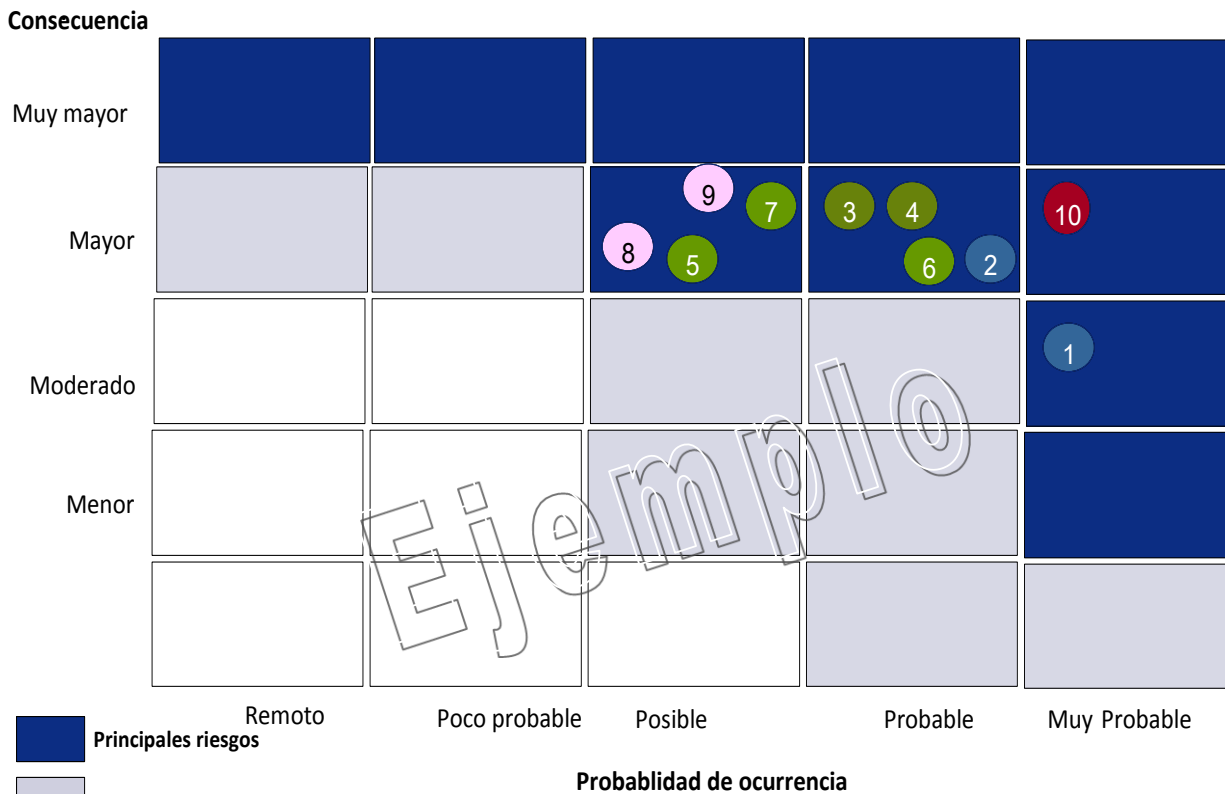 Consecuencia
Muy mayor
9
7
3
4
10
Mayor
8
5
6
2
1
Moderado
Menor
Ejemplo
Remoto
Poco probable
Posible
Probable
Muy Probable
Principales riesgos
Probablidad de ocurrencia